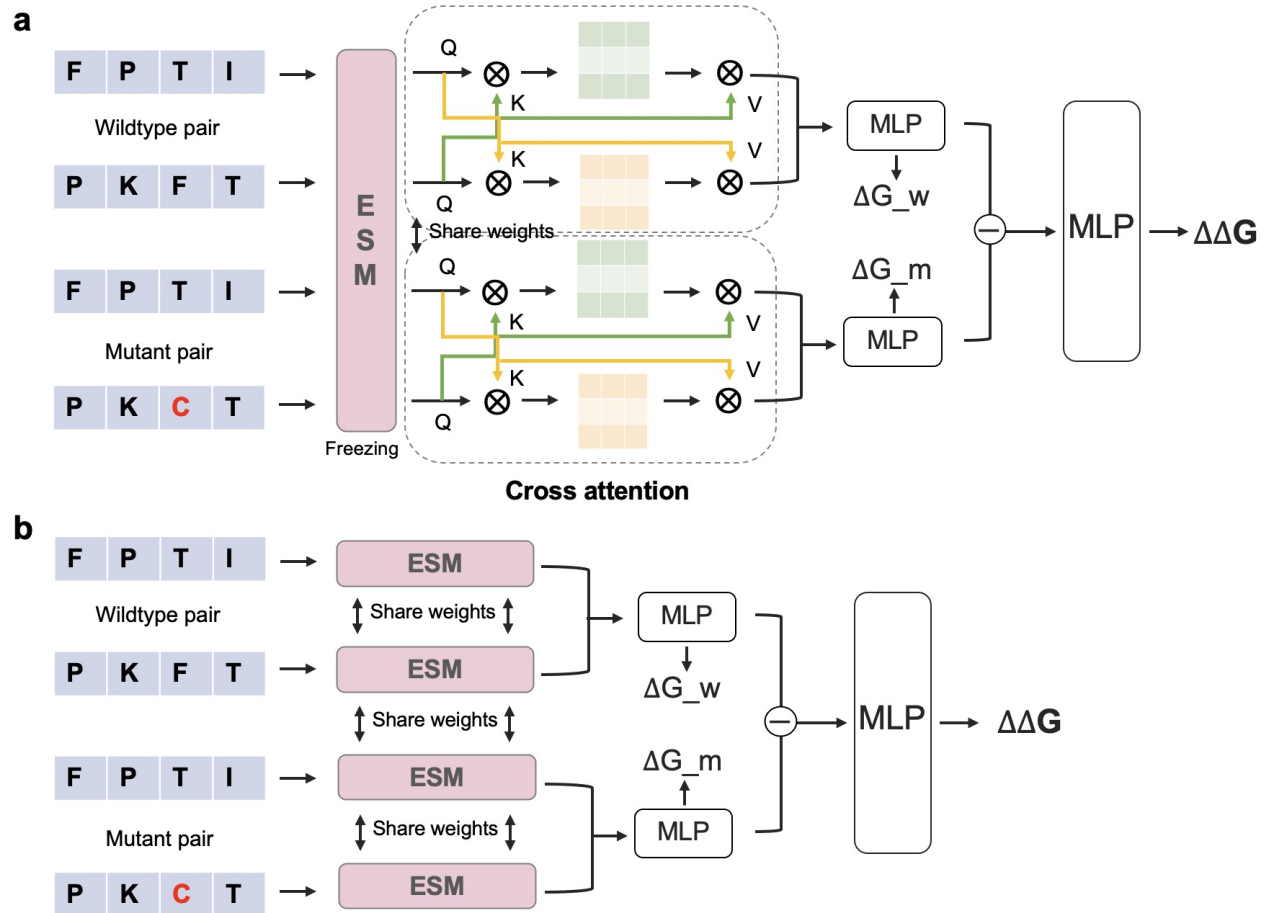 a
F P T I
Wildtype pair
P K F T
F P T I
Mutant pair
P K C T
E
S
M
Freezing
Q
K
V
K
V
Q
Share weights
Q
K
V
K
V
Q
Cross attention
MLP
ΔG_w
ΔG_m
MLP
MLP
ΔΔG
b
F P T I
Wildtype pair
P K F T
F P T I
Mutant pair
P K C T
ESM
Share weights
ESM
Share weights
ESM
Share weights
ESM
MLP
ΔG_w
ΔG_m
MLP
MLP
ΔΔG